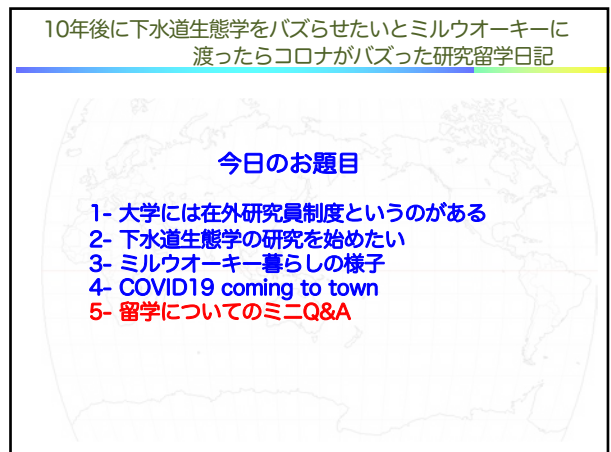 10年後に下水道生態学をバズらせたいとミルウオーキーに
渡ったらコロナがバズった研究留学日記
今日のお題目
1- 大学には在外研究員制度というのがある
2- 下水道生態学の研究を始めたい
3- ミルウオーキー暮らしの様子
4- COVID19 coming to town
5- 留学についてのミニQ&A